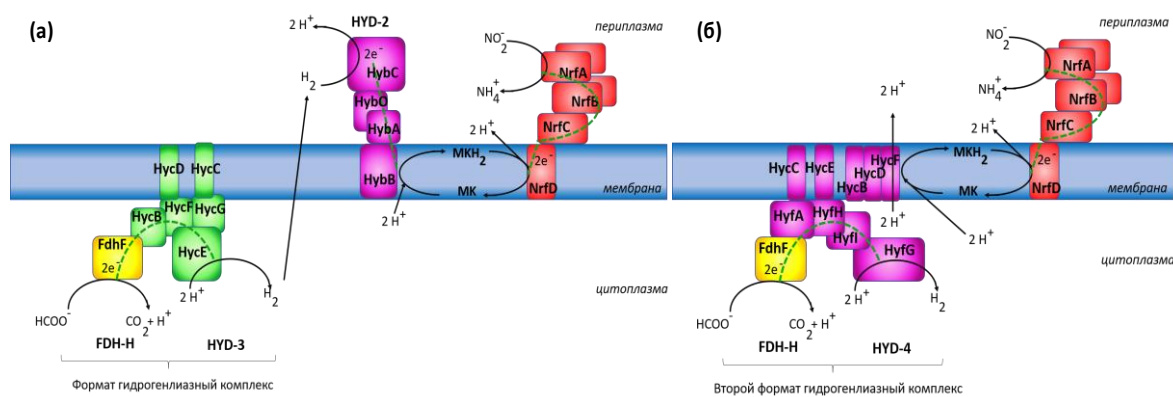 (а)
2 H+
HYD-2
периплазма
2e-
HybC
H2
HybO
HybA
HybB
NO2-
NH4+
NrfA
NrfB
NrfC
2 H+
2e-
NrfD
MKH2
MK
2 H+
мембрана
HycD
HycC
HycB
HycF
HycG
HycE
FdhF
2e-
2 H+
H2
цитоплазма
HCOO-
CO2 + H+
FDH-H
HYD-3
Формат гидрогенлиазный комплекс
(б)
периплазма
NO2-
NH4+
NrfA
NrfB
NrfC
2 H+
2 H+
2e-
NrfD
MKH2
MK
2 H+
2 H+
мембрана
HycC
HycE
HycB
HycD
HycF
HyfA
HyfH
HyfI
HyfG
FdhF
2e-
2 H+
H2
цитоплазма
HCOO-
CO2 + H+
FDH-H
HYD-4
Второй формат гидрогенлиазный комплекс